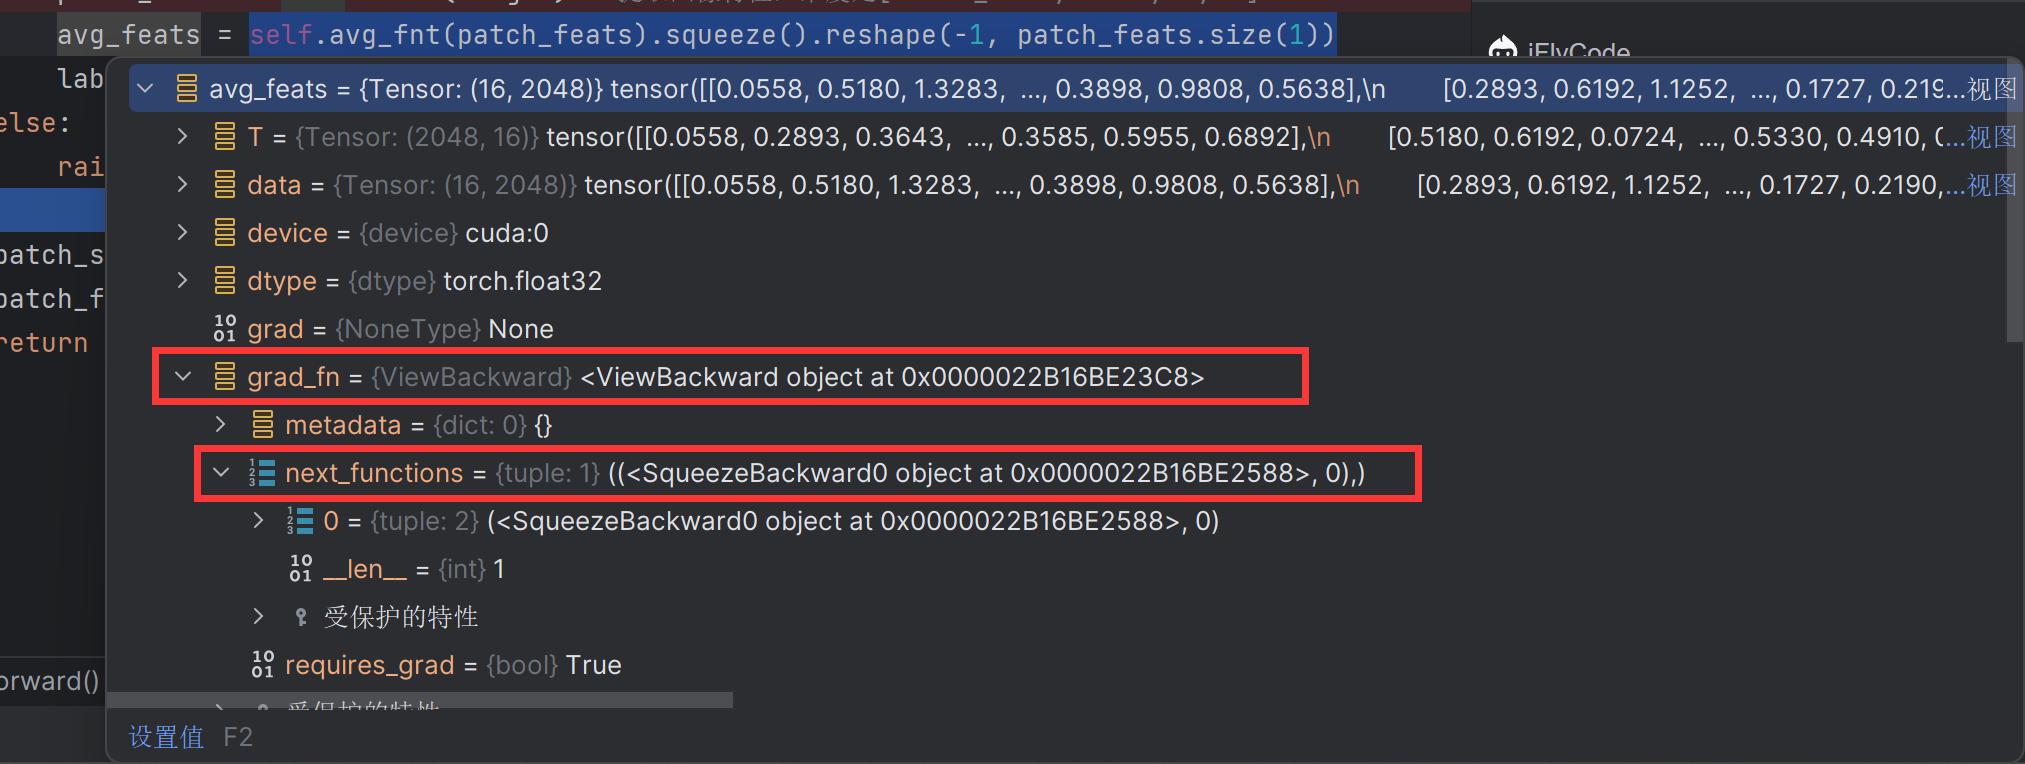 avg_feats = self.avg_fnt(patch_feats).squeeze().reshape(-1, patch_feats.size(1))
iFlyCode
lab
avg_feats = {Tensor: (16, 2048)} tensor([[0.0558, 0.5180, 1.3283, ..., 0.3898, 0.9808, 0.5638],\n [0.2893, 0.6192, 1.1252, ..., 0.1727, 0.219...视图
else:
T = {Tensor: (2048, 16)} tensor([[0.0558, 0.2893, 0.3643, ..., 0.3585, 0.5955, 0.6892],\n [0.5180, 0.6192, 0.0724, ..., 0.5330, 0.4910, 0...视图
rai
data = {Tensor: (16, 2048)} tensor([[0.0558, 0.5180, 1.3283, ..., 0.3898, 0.9808, 0.5638],\n [0.2893, 0.6192, 1.1252, ..., 0.1727, 0.2190,...视图
device = {device} cuda:0
patch_s
dtype = {dtype} torch.float32
patch_f
grad = {NoneType} None
return
grad_fn = {ViewBackward} <ViewBackward object at 0x0000022B16BE23C8>
metadata = {dict: 0} {}
next_functions = {tuple: 1} ((<SqueezeBackward0 object at 0x0000022B16BE2588>, 0),)
0 = {tuple: 2} (<SqueezeBackward0 object at 0x0000022B16BE2588>, 0)
__len__ = {int} 1
受保护的特性
requires_grad = {bool} True
orward()
受保护的特性
设置值 F2